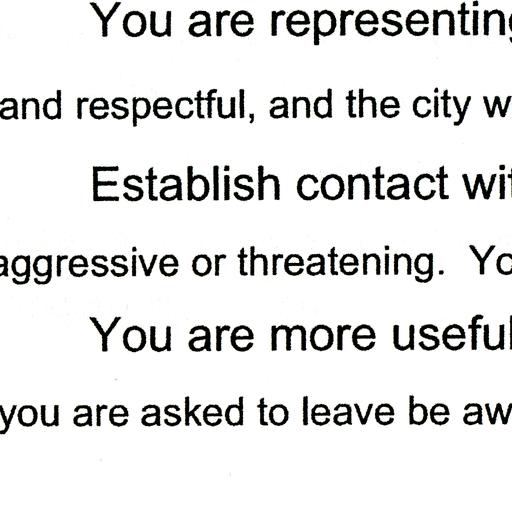 You are representing
and respectful, and the city w
Establish contact wit
aggressive or threatening.  Yo
You are more useful
you are asked to leave be aw